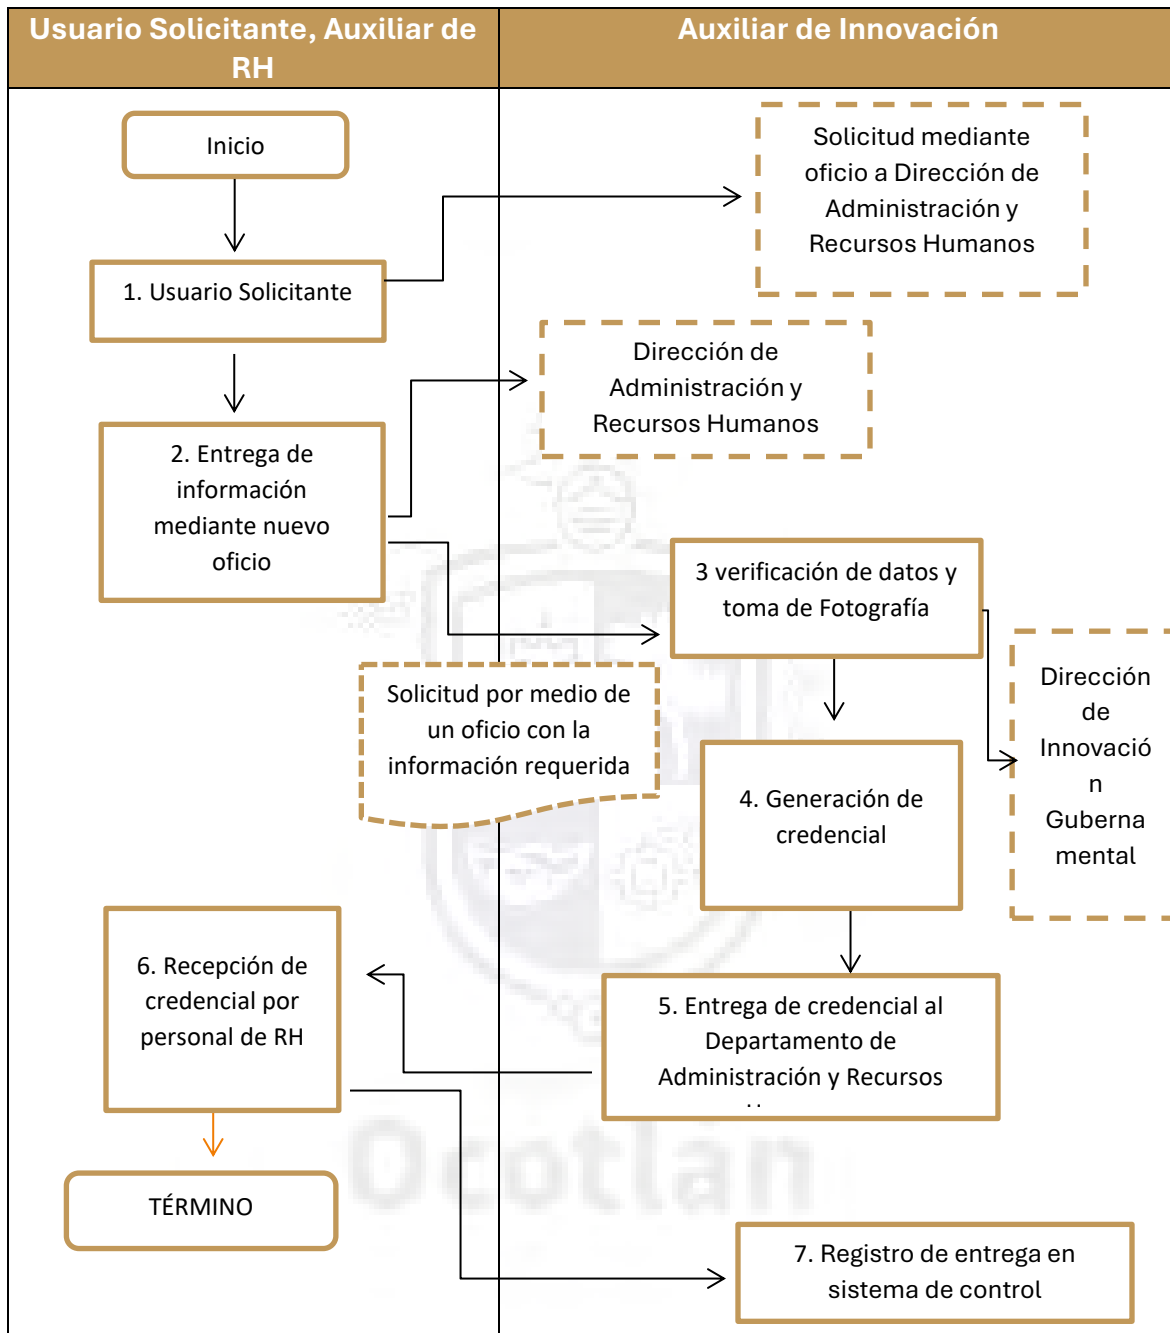 Usuario Solicitante, Auxiliar de
RH
Auxiliar de Innovación
Inicio
Solicitud mediante
oficio a Dirección de
Administración y
Recursos Humanos
1. Usuario Solicitante
Dirección de
Administración y
Recursos Humanos
2. Entrega de
información
mediante nuevo
oficio
3 verificación de datos y
toma de Fotografía
Solicitud por medio de
un oficio con la
información requerida
Dirección
de
Innovació
n
Guberna
mental
4. Generación de
credencial
6. Recepción de
credencial por
personal de RH
5. Entrega de credencial al
Departamento de
Administración y Recursos
Ocotlán
TÉRMINO
7. Registro de entrega en
sistema de control